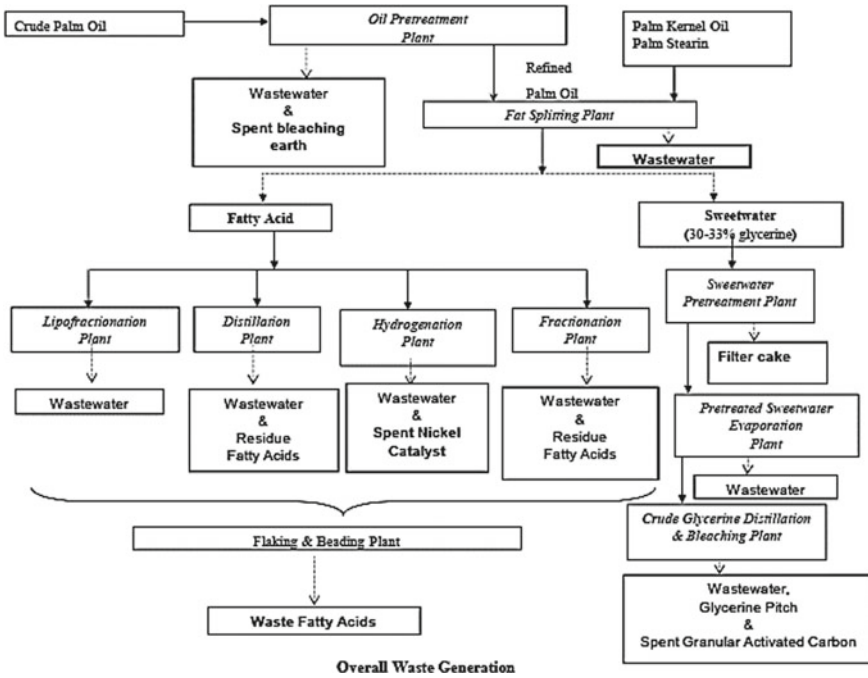 Crude Palm Oil
Oil Pretreatment
Plant
Palm Kernel Oil
Palm Stearin
Refined
Palm Oil
Wastewater
&
Spent bleaching
earth
Fat Splitting Plant
Wastewater
Fatty Acid
Sweetwater
(30-33% glycerine)
Lipofractionation
Plant
Distillation
Plant
Hydrogenation
Plant
Fractionation
Plant
Sweetwater
Pretreatment Plant
Filter cake
Wastewater
Wastewater
&
Residue
Fatty Acids
Wastewater
&
Spent Nickel
Catalyst
Wastewater
&
Residue
Fatty Acids
Pretreated Sweetwater
Evaporation
Plant
Wastewater
Flaking & Beading Plant
Crude Glycerine Distillation
& Bleaching Plant
Waste Fatty Acids
Wastewater,
Glycerine Pitch
&
Spent Granular Activated Carbon
Overall Waste Generation